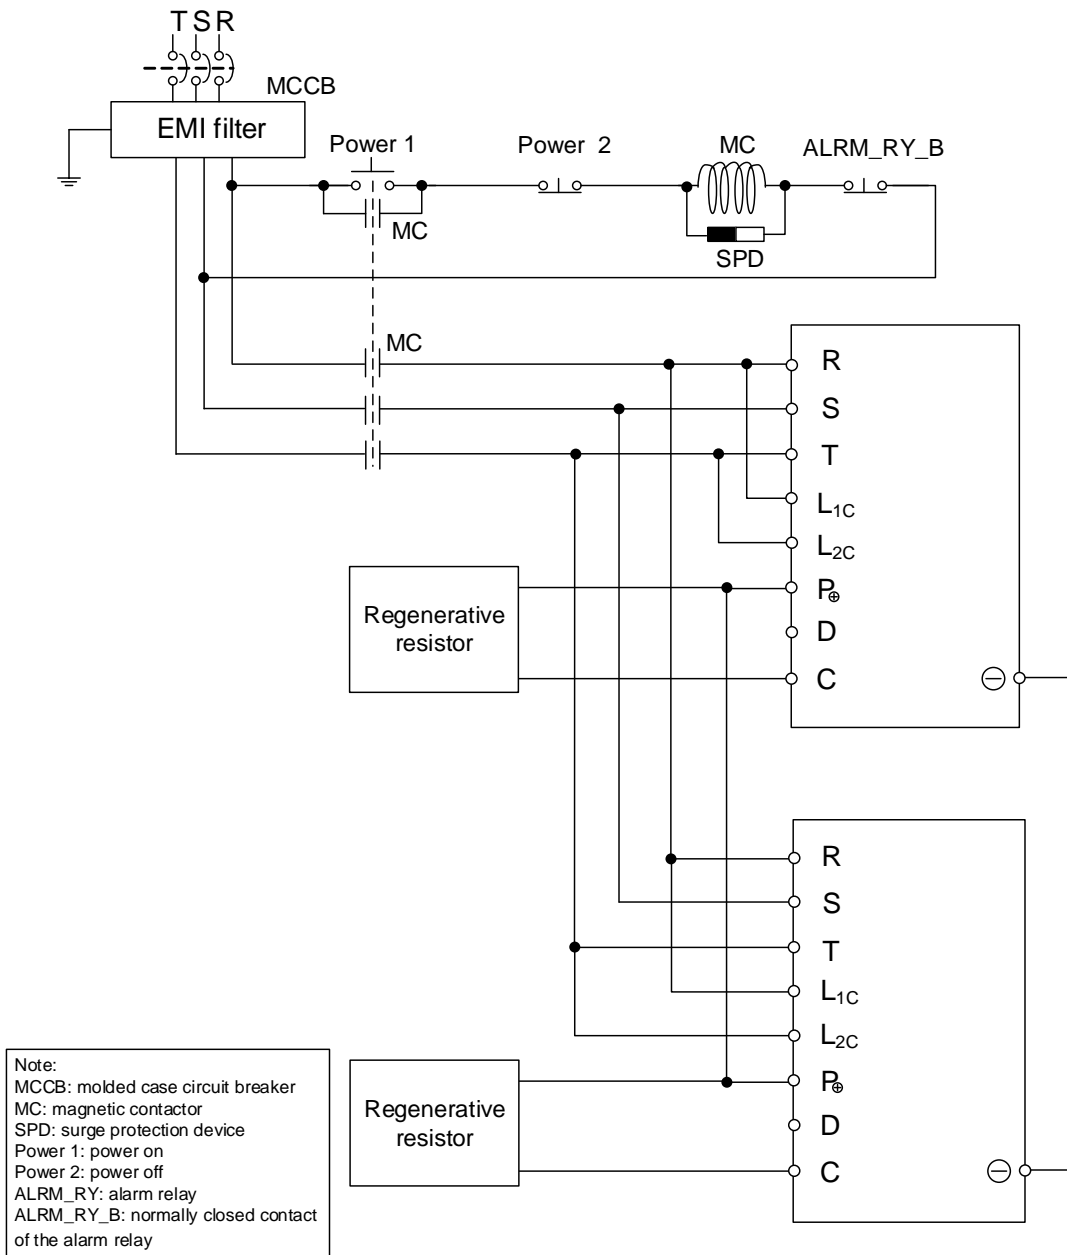 T S R
MCCB
EMI filter
Power 1
Power 2
MC
ALRM_RY_B
MC
SPD
MC
R
S
T
L1C
L2C
P⊕
D
C
⊖
Regenerative
resistor
R
S
T
L1C
L2C
P⊕
D
C
⊖
Regenerative
resistor
Note:
MCCB: molded case circuit breaker
MC: magnetic contactor
SPD: surge protection device
Power 1: power on
Power 2: power off
ALRM_RY: alarm relay
ALRM_RY_B: normally closed contact
of the alarm relay